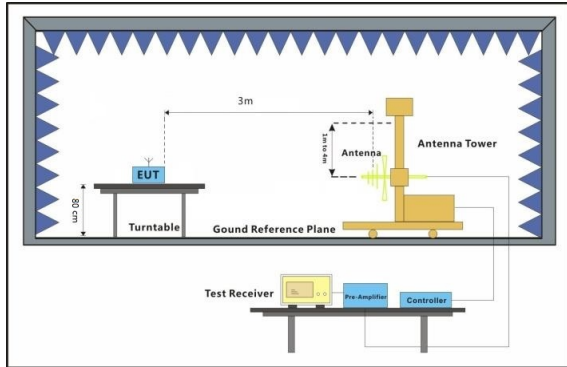 3m
1m to 4m
Antenna
Antenna Tower
EUT
80 cm
Turntable
Gound Reference Plane
Test Receiver
Pre-Amplifier
Controller